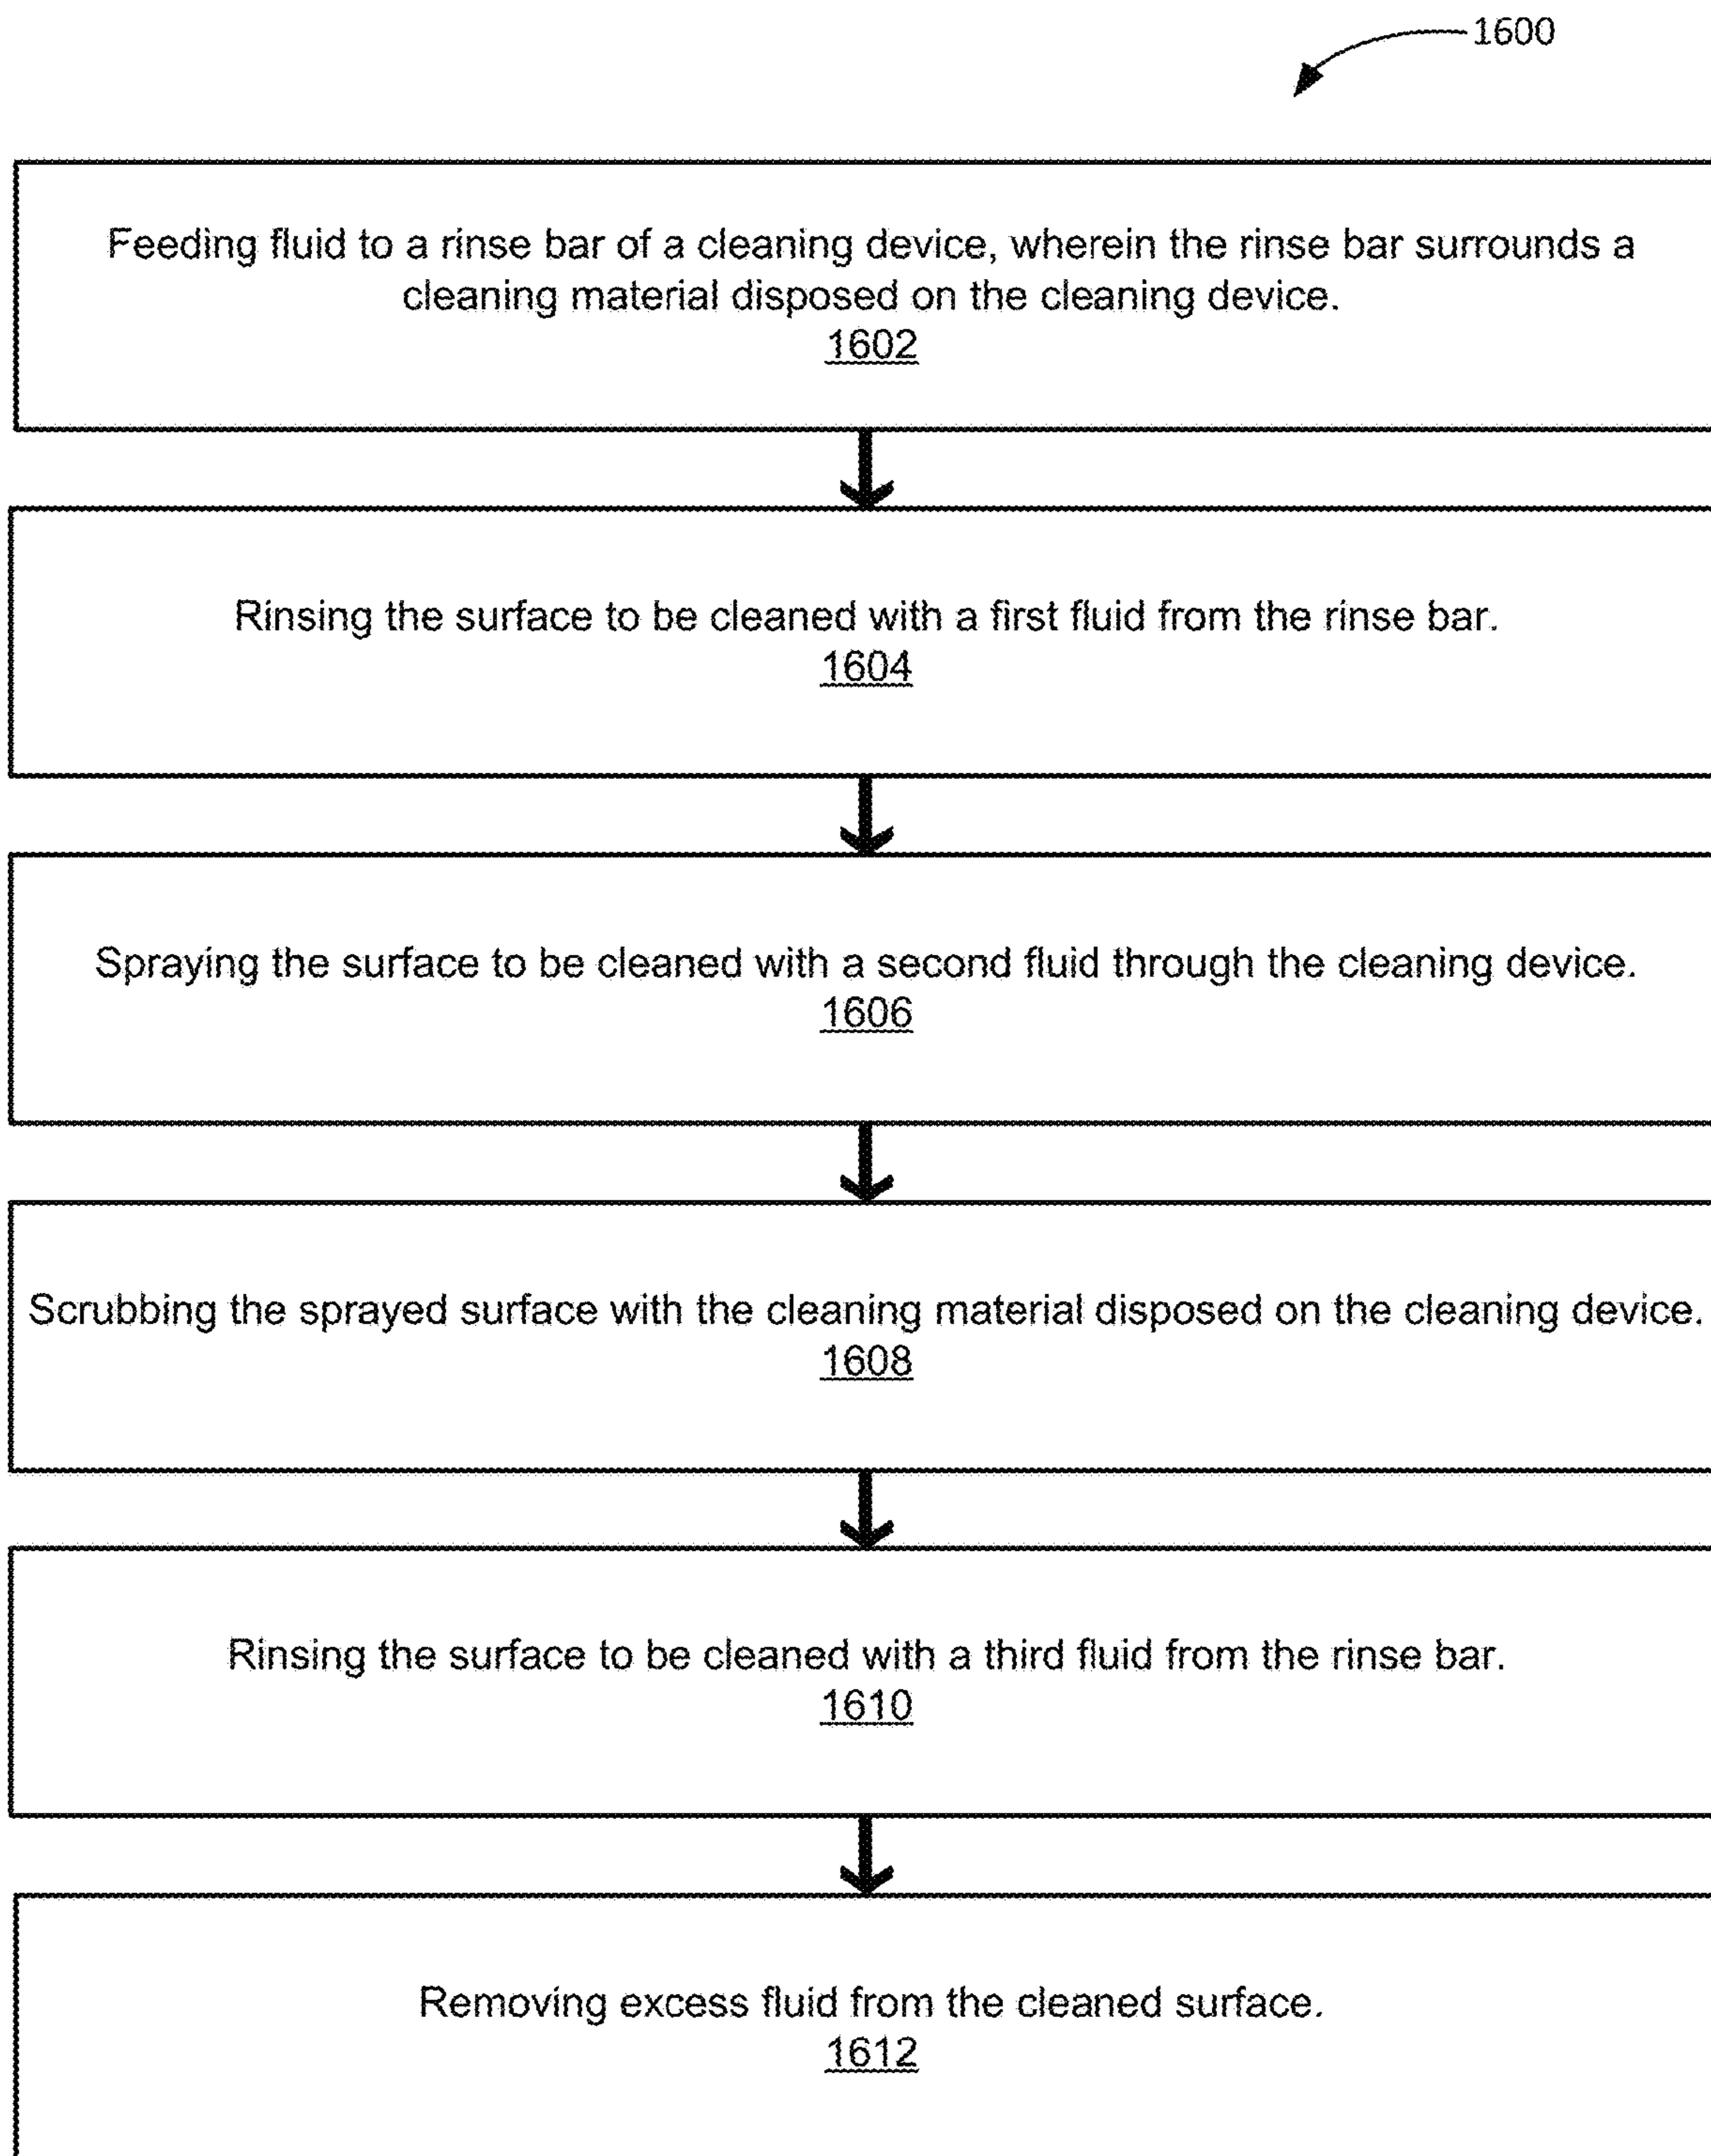 1600
Feeding fluid to a rinse bar of a cleaning device, wherein the rinse bar surrounds a
cleaning material disposed on the cleaning device.
1602
Rinsing the surface to be cleaned with a first fluid from the rinse bar.
1604
Spraying the surface to be cleaned with a second fluid through the cleaning device.
1606
Scrubbing the sprayed surface with the cleaning material disposed on the cleaning device.
1608
Rinsing the surface to be cleaned with a third fluid from the rinse bar.
1610
Removing excess fluid from the cleaned surface.
1612